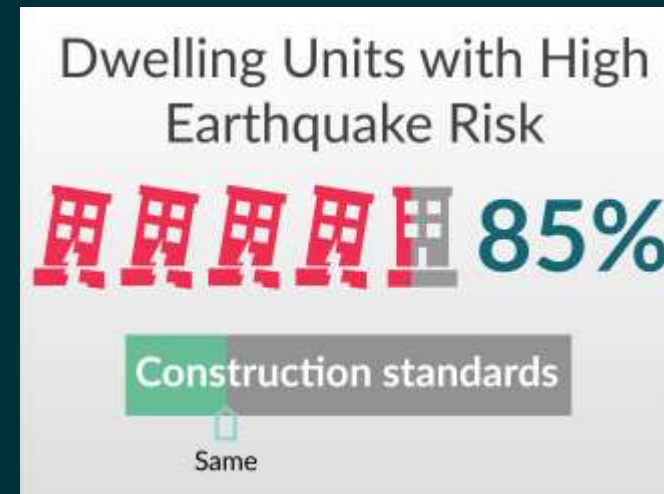 Dwelling Units with High
Earthquake Risk
85%
Construction standards
Same